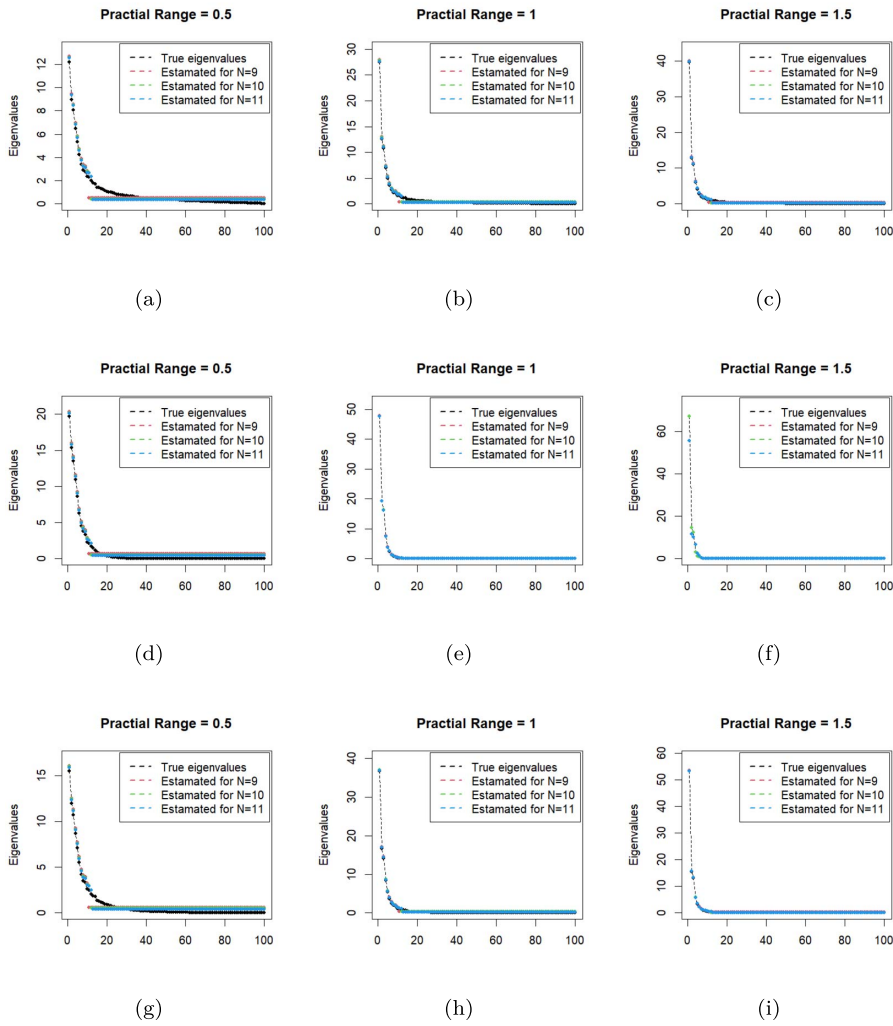 Practial Range = 0.5
Eigenvalues
0 2 4 6 8 10 12
0 20 40 60 80 100
True eigenvalues
Estamated for N=9
Estamated for N=10
Estamated for N=11
(a)
Practial Range = 1
Eigenvalues
0 5 10 15 20 25 30
0 20 40 60 80 100
True eigenvalues
Estamated for N=9
Estamated for N=10
Estamated for N=11
(b)
Practial Range = 1.5
Eigenvalues
0 10 20 30 40
0 20 40 60 80 100
True eigenvalues
Estamated for N=9
Estamated for N=10
Estamated for N=11
(c)
Practial Range = 0.5
Eigenvalues
0 5 10 15 20
0 20 40 60 80 100
True eigenvalues
Estamated for N=9
Estamated for N=10
Estamated for N=11
(d)
Practial Range = 1
Eigenvalues
0 10 20 30 40 50
0 20 40 60 80 100
True eigenvalues
Estamated for N=9
Estamated for N=10
Estamated for N=11
(e)
Practial Range = 1.5
Eigenvalues
0 20 40 60
0 20 40 60 80 100
True eigenvalues
Estamated for N=9
Estamated for N=10
Estamated for N=11
(f)
Practial Range = 0.5
Eigenvalues
0 5 10 15
0 20 40 60 80 100
True eigenvalues
Estamated for N=9
Estamated for N=10
Estamated for N=11
(g)
Practial Range = 1
Eigenvalues
0 10 20 30 40
0 20 40 60 80 100
True eigenvalues
Estamated for N=9
Estamated for N=10
Estamated for N=11
(h)
Practial Range = 1.5
Eigenvalues
0 10 20 30 40 50 60
0 20 40 60 80 100
True eigenvalues
Estamated for N=9
Estamated for N=10
Estamated for N=11
(i)